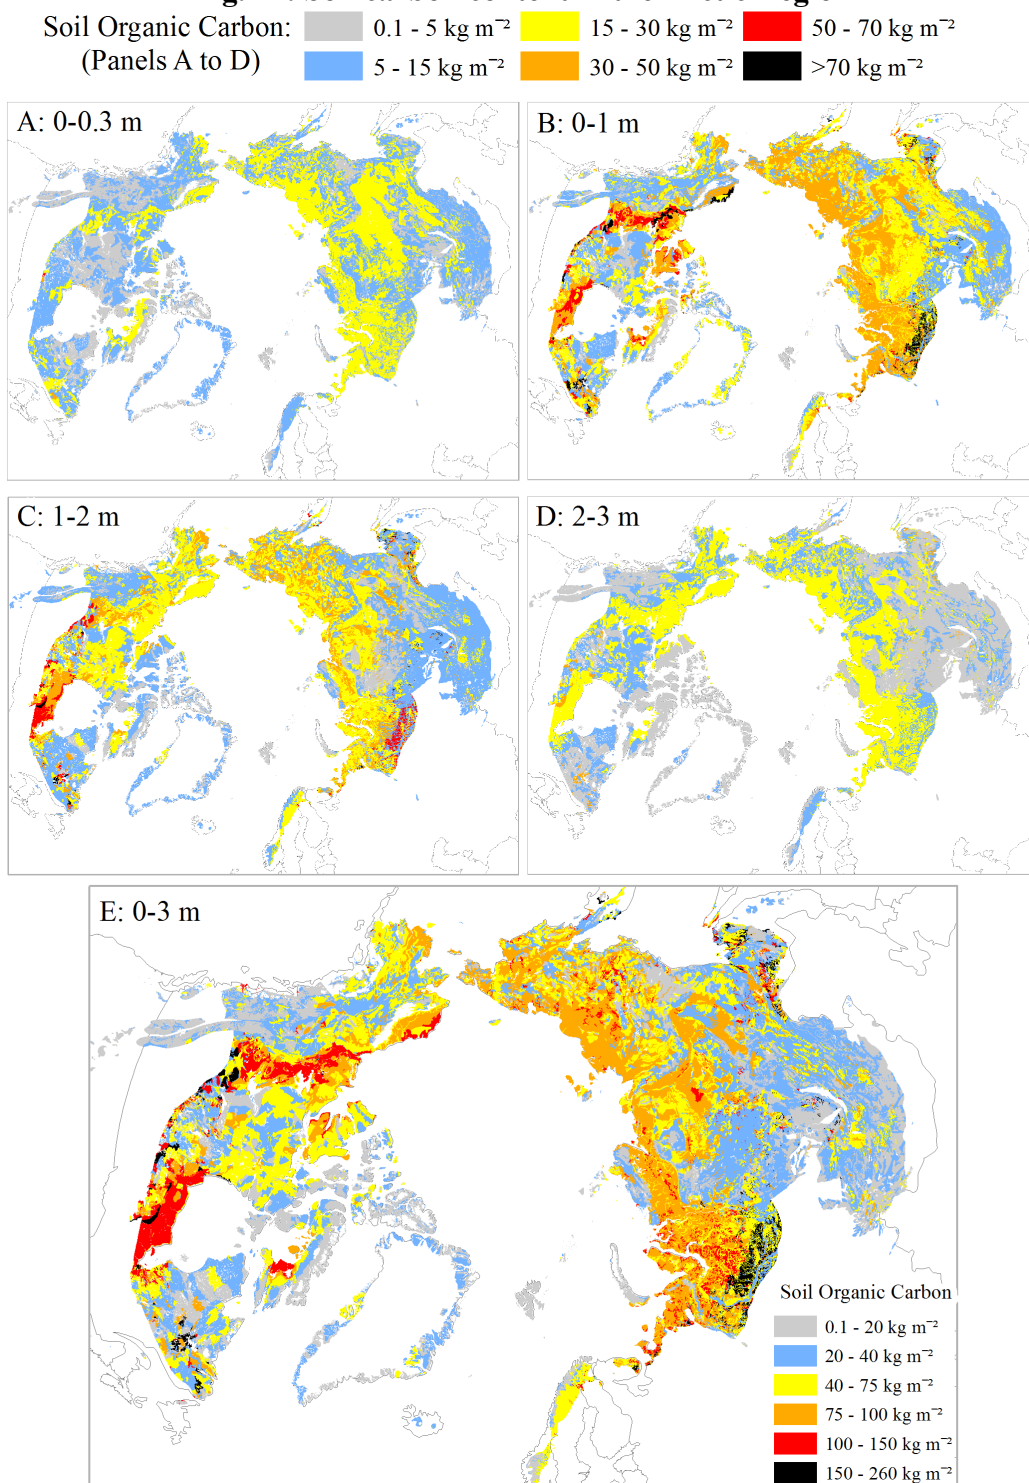 Soil Organic Carbon:
(Panels A to D)
0.1 - 5 kg m⁻²
15 - 30 kg m⁻²
50 - 70 kg m⁻²
5 - 15 kg m⁻²
30 - 50 kg m⁻²
>70 kg m⁻²
A: 0-0.3 m
B: 0-1 m
C: 1-2 m
D: 2-3 m
E: 0-3 m
Soil Organic Carbon
0.1 - 20 kg m⁻²
20 - 40 kg m⁻²
40 - 75 kg m⁻²
75 - 100 kg m⁻²
100 - 150 kg m⁻²
150 - 260 kg m⁻²